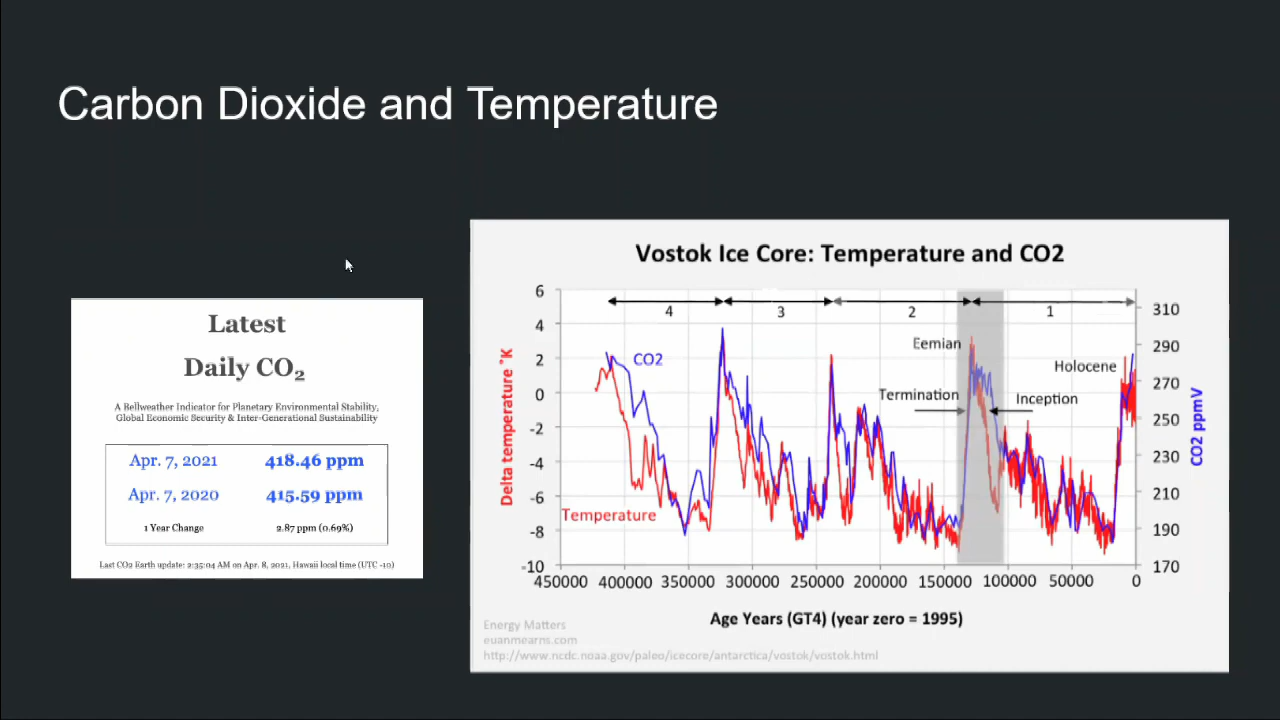 Carbon Dioxide and Temperature
Latest
Daily CO₂
A Bellweather Indicator for Planetary Environmental Stability,
Global Economic Security & Inter-Generational Sustainability
Apr. 7, 2021 418.46 ppm
Apr. 7, 2020 415.59 ppm
1 Year Change 2.87 ppm (0.69%)
Last CO2 Earth update: 2:35:04 AM on Apr. 8, 2021, Hawaii local time (UTC -10)
Vostok Ice Core: Temperature and CO2
Delta temperature ˚K
6
4
2
0
-2
-4
-6
-8
-10
4 3 2 1
CO2
Temperature
Eemian
Termination
Inception
Holocene
310
290
270
250
230
210
190
170
CO2 ppmV
450000 400000 350000 300000 250000 200000 150000 100000 50000 0
Age Years (GT4) (year zero = 1995)
Energy Matters
euanmearns.com
http://www.ncdc.noaa.gov/paleo/icecore/antarctica/vostok/vostok.html